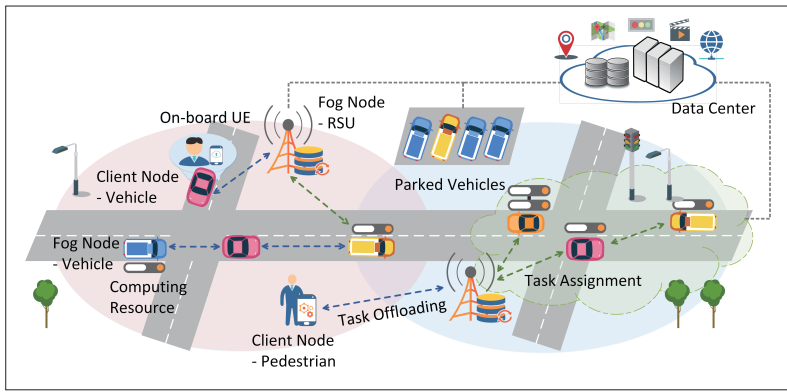 On-board UE
Fog Node
- RSU
Data Center
Client Node
- Vehicle
Parked Vehicles
Fog Node
- Vehicle
Computing
Resource
Task Assignment
Task Offloading
Client Node
- Pedestrian